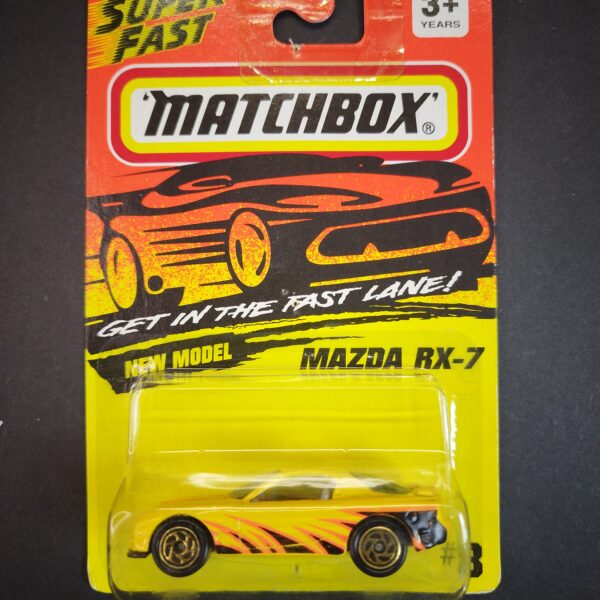 SUPER
FAST
3+
YEARS
'MATCHBOX'®
GET IN THE FAST LANE!
NEW MODEL
MAZDA RX-7